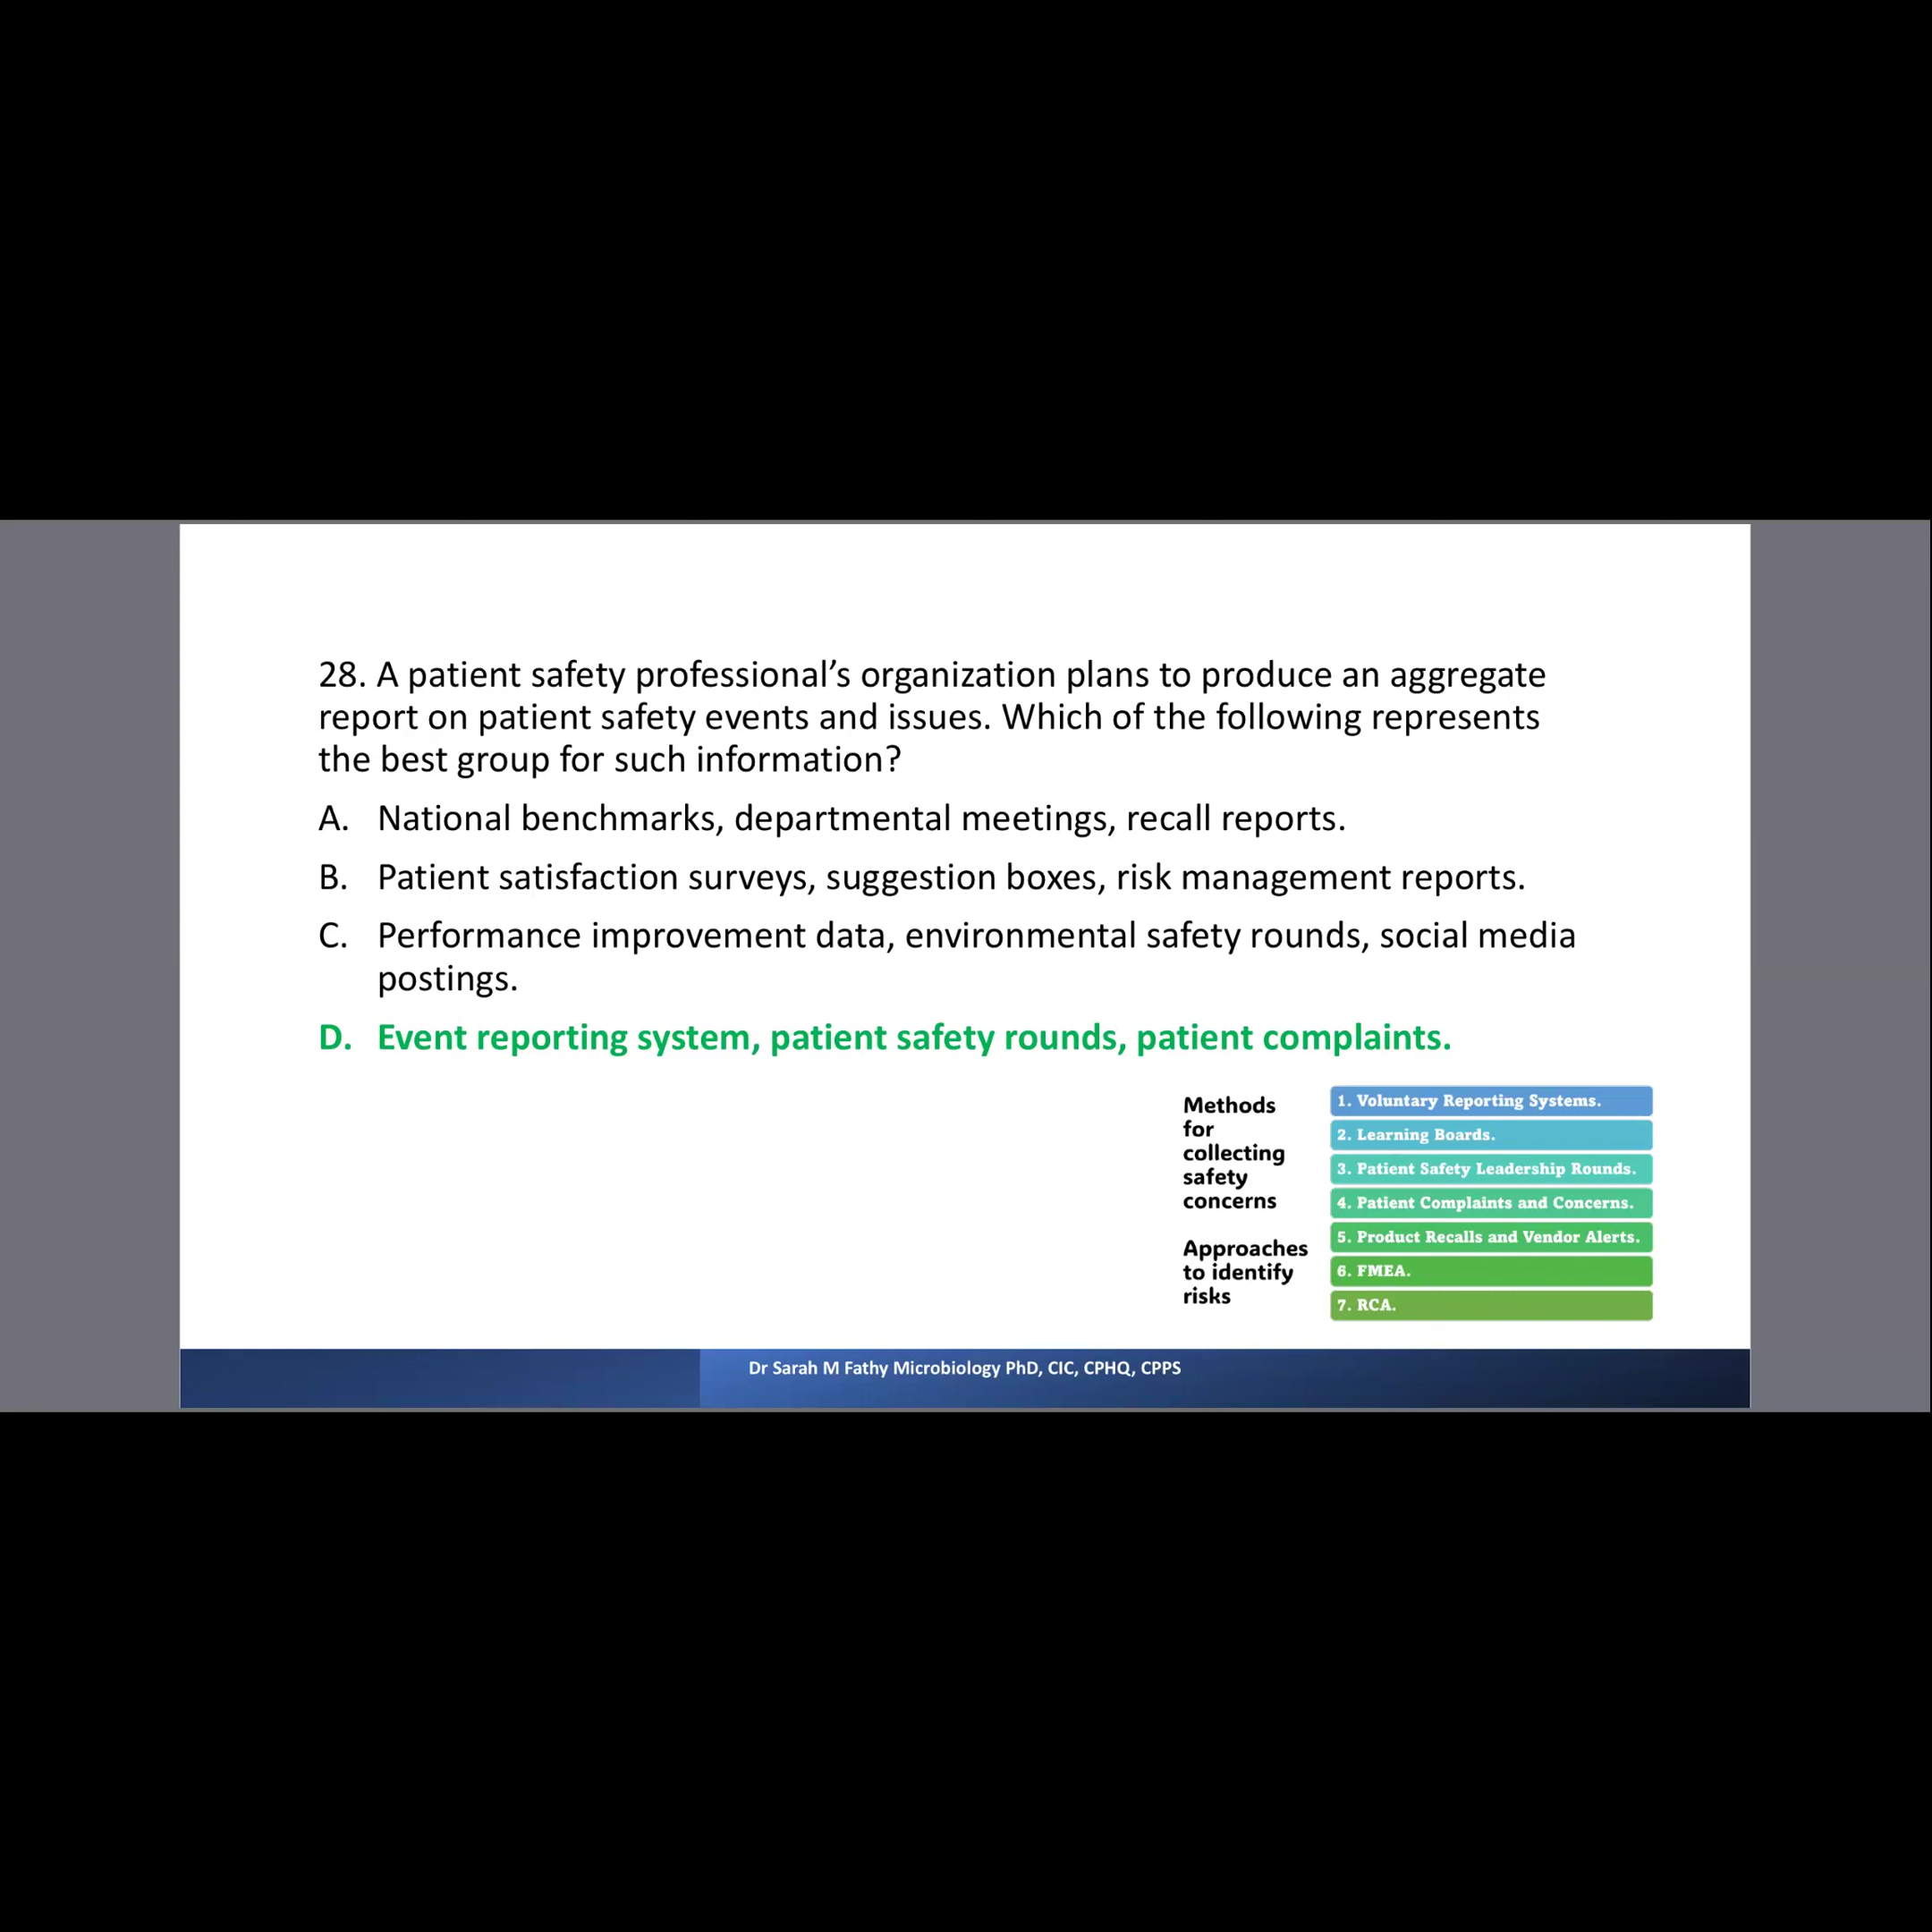 28. A patient safety professional’s organization plans to produce an aggregate
report on patient safety events and issues. Which of the following represents
the best group for such information?
A. National benchmarks, departmental meetings, recall reports.
B. Patient satisfaction surveys, suggestion boxes, risk management reports.
C. Performance improvement data, environmental safety rounds, social media
postings.
D. Event reporting system, patient safety rounds, patient complaints.
Methods
for
collecting
safety
concerns
Approaches
to identify
risks
1. Voluntary Reporting Systems.
2. Learning Boards.
3. Patient Safety Leadership Rounds.
4. Patient Complaints and Concerns.
5. Product Recalls and Vendor Alerts.
6. FMEA.
7. RCA.
Dr Sarah M Fathy Microbiology PhD, CIC, CPHQ, CPPS